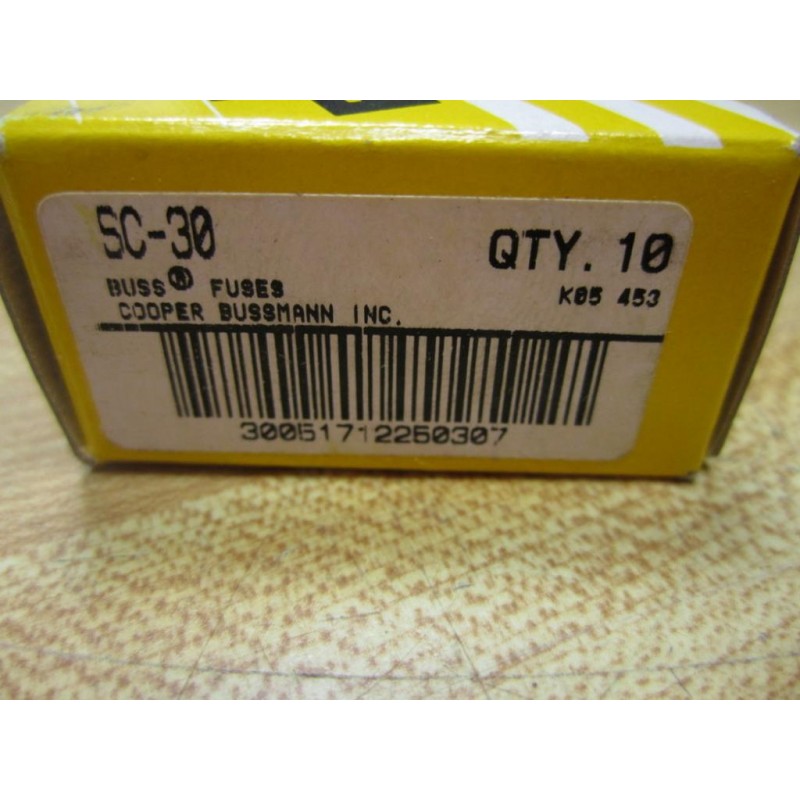 SC-30
QTY. 10
BUSS® FUSES
K05 453
COOPER BUSSMANN INC.
30051712250307